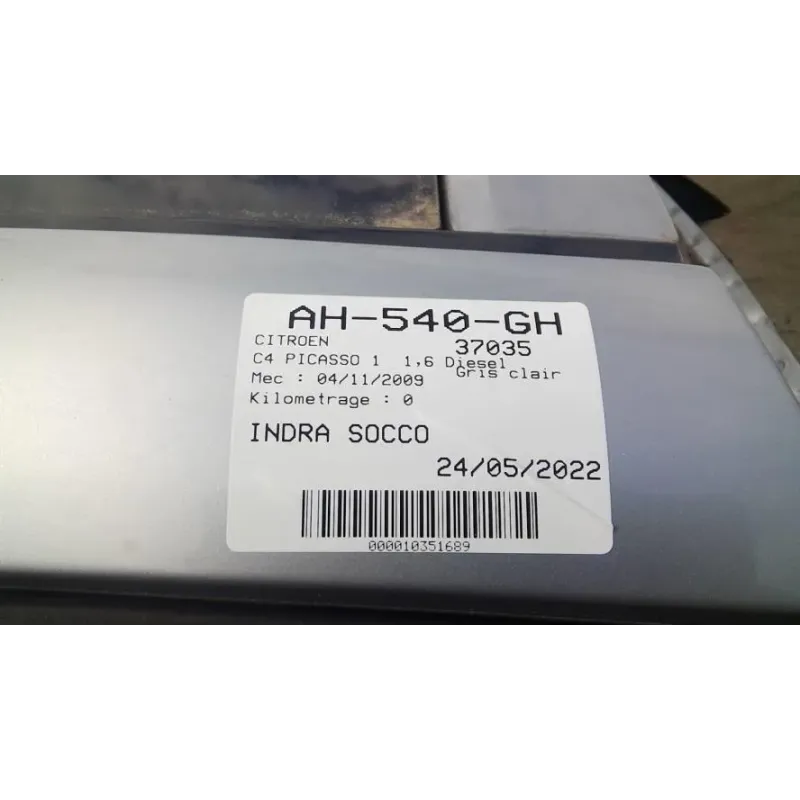 AH-540-GH
CITROEN 37035
C4 PICASSO 1 1,6 Diesel
Mec : 04/11/2009 Gris clair
Kilometrage : 0
INDRA SOCCO
24/05/2022
000010351689